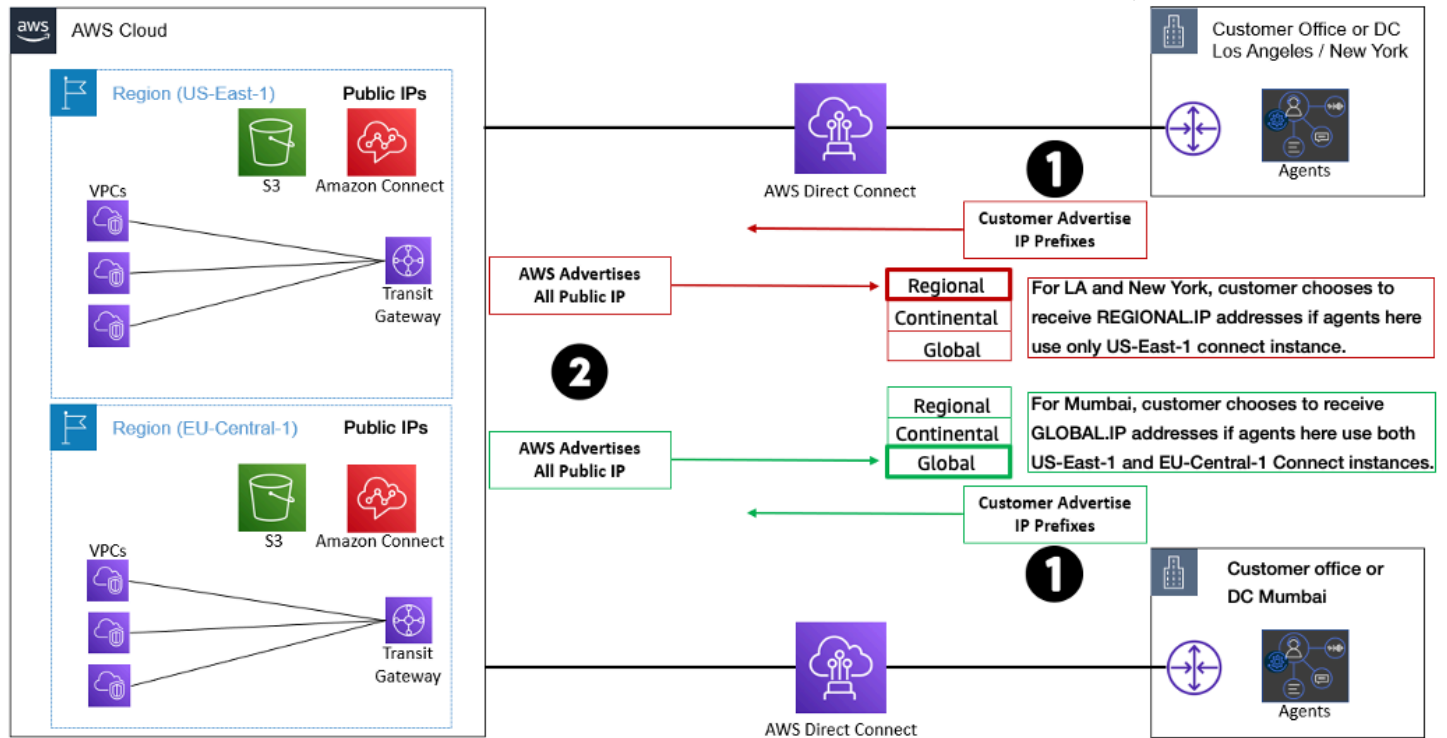 aws
AWS Cloud
Region (US-East-1)
Public IPs
S3
Amazon Connect
VPCs
Transit
Gateway
Region (EU-Central-1)
Public IPs
S3
Amazon Connect
VPCs
Transit
Gateway
AWS Direct Connect
Customer Office or DC
Los Angeles / New York
Agents
1
Customer Advertise
IP Prefixes
AWS Advertises
All Public IP
Regional
Continental
Global
For LA and New York, customer chooses to
receive REGIONAL.IP addresses if agents here
use only US-East-1 connect instance.
2
AWS Advertises
All Public IP
Regional
Continental
Global
For Mumbai, customer chooses to receive
GLOBAL.IP addresses if agents here use both
US-East-1 and EU-Central-1 Connect instances.
Customer Advertise
IP Prefixes
1
Customer office or
DC Mumbai
Agents
AWS Direct Connect